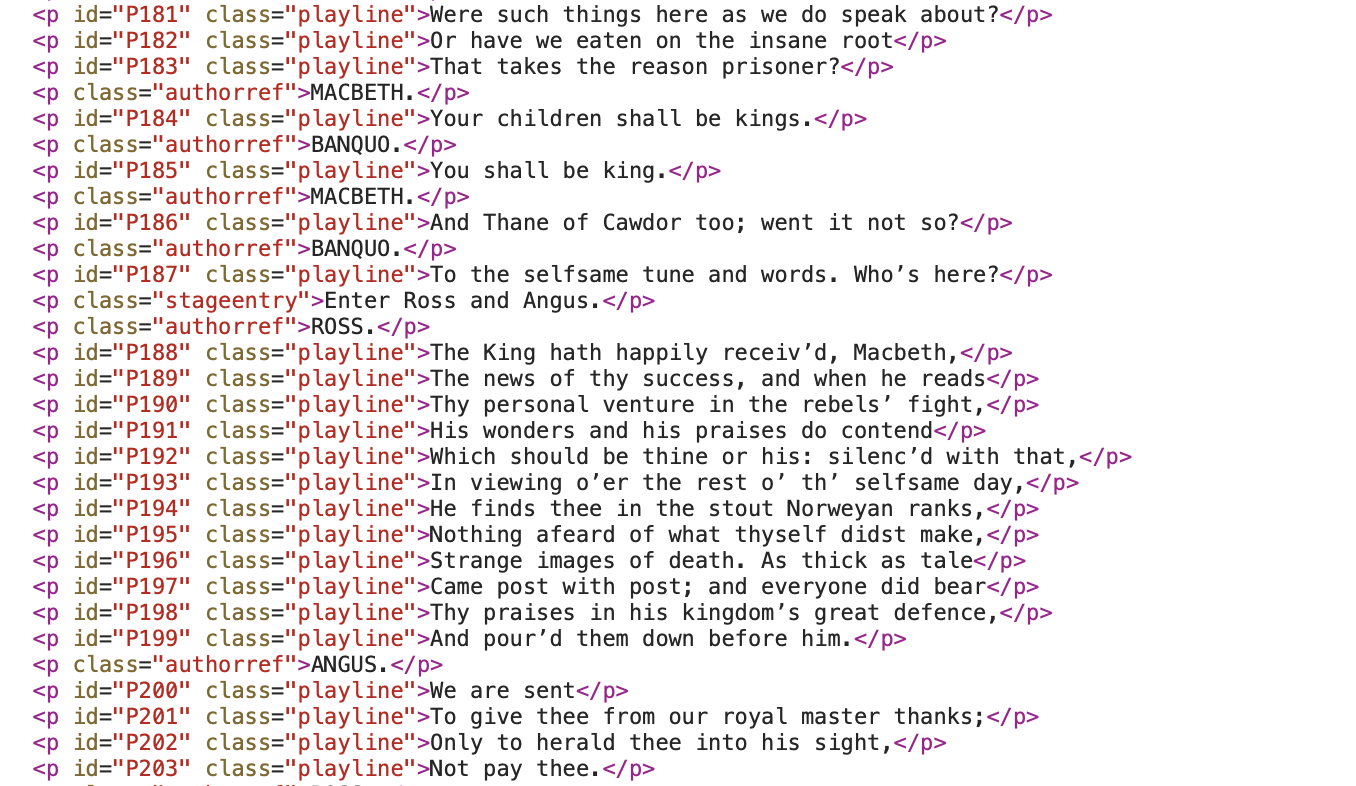 <p id="P181" class="playline">Were such things here as we do speak about?</p>
<p id="P182" class="playline">Or have we eaten on the insane root</p>
<p id="P183" class="playline">That takes the reason prisoner?</p>
<p class="authorref">MACBETH.</p>
<p id="P184" class="playline">Your children shall be kings.</p>
<p class="authorref">BANQUO.</p>
<p id="P185" class="playline">You shall be king.</p>
<p class="authorref">MACBETH.</p>
<p id="P186" class="playline">And Thane of Cawdor too; went it not so?</p>
<p class="authorref">BANQUO.</p>
<p id="P187" class="playline">To the selfsame tune and words. Who’s here?</p>
<p class="stageentry">Enter Ross and Angus.</p>
<p class="authorref">ROSS.</p>
<p id="P188" class="playline">The King hath happily receiv’d, Macbeth,</p>
<p id="P189" class="playline">The news of thy success, and when he reads</p>
<p id="P190" class="playline">Thy personal venture in the rebels’ fight,</p>
<p id="P191" class="playline">His wonders and his praises do contend</p>
<p id="P192" class="playline">Which should be thine or his: silenc’d with that,</p>
<p id="P193" class="playline">In viewing o’er the rest o’ th’ selfsame day,</p>
<p id="P194" class="playline">He finds thee in the stout Norweyan ranks,</p>
<p id="P195" class="playline">Nothing afeard of what thyself didst make,</p>
<p id="P196" class="playline">Strange images of death. As thick as tale</p>
<p id="P197" class="playline">Came post with post; and everyone did bear</p>
<p id="P198" class="playline">Thy praises in his kingdom’s great defence,</p>
<p id="P199" class="playline">And pour’d them down before him.</p>
<p class="authorref">ANGUS.</p>
<p id="P200" class="playline">We are sent</p>
<p id="P201" class="playline">To give thee from our royal master thanks;</p>
<p id="P202" class="playline">Only to herald thee into his sight,</p>
<p id="P203" class="playline">Not pay thee.</p>